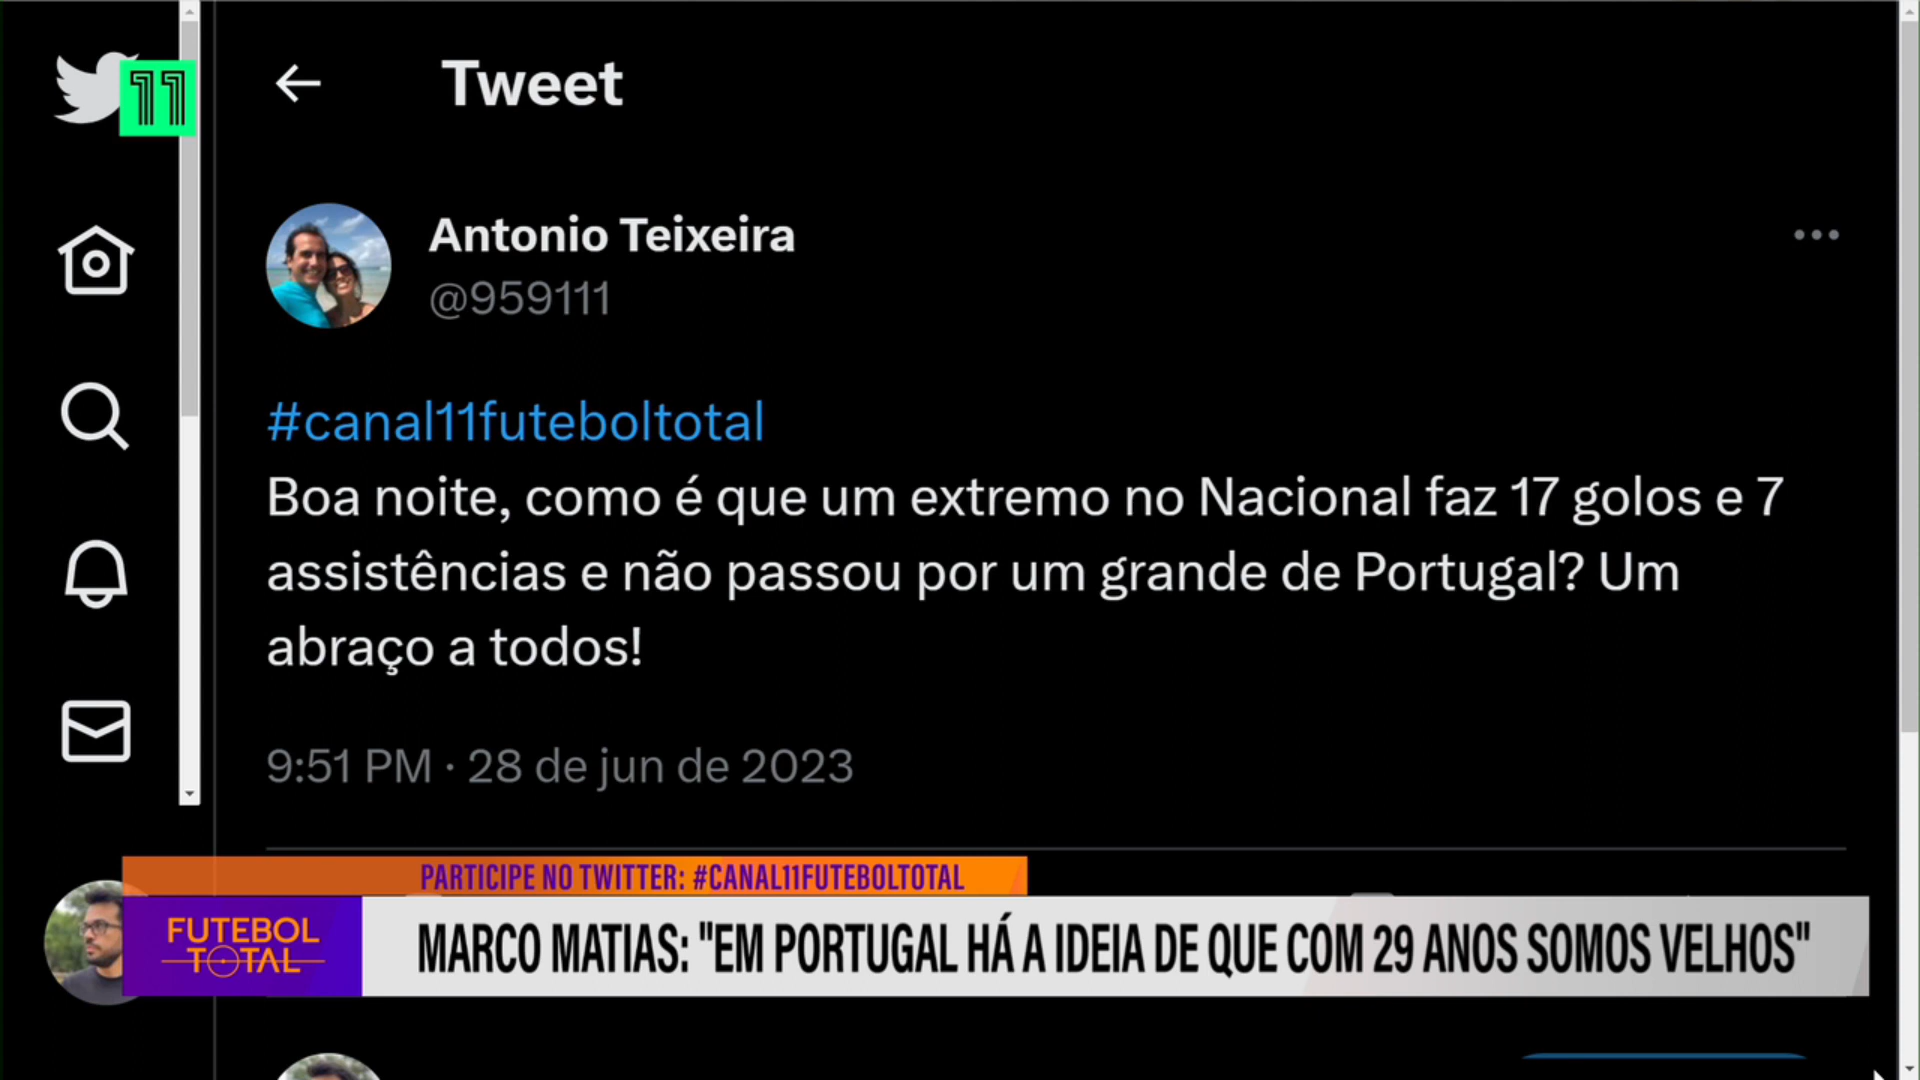 11
Tweet
Antonio Teixeira
@959111
#canal11futeboltotal
Boa noite, como é que um extremo no Nacional faz 17 golos e 7
assistências e não passou por um grande de Portugal? Um
abraço a todos!
9:51 PM · 28 de jun de 2023
PARTICIPE NO TWITTER: #CANAL11FUTEBOLTOTAL
FUTEBOL
TOTAL
MARCO MATIAS: "EM PORTUGAL HÁ A IDEIA DE QUE COM 29 ANOS SOMOS VELHOS"